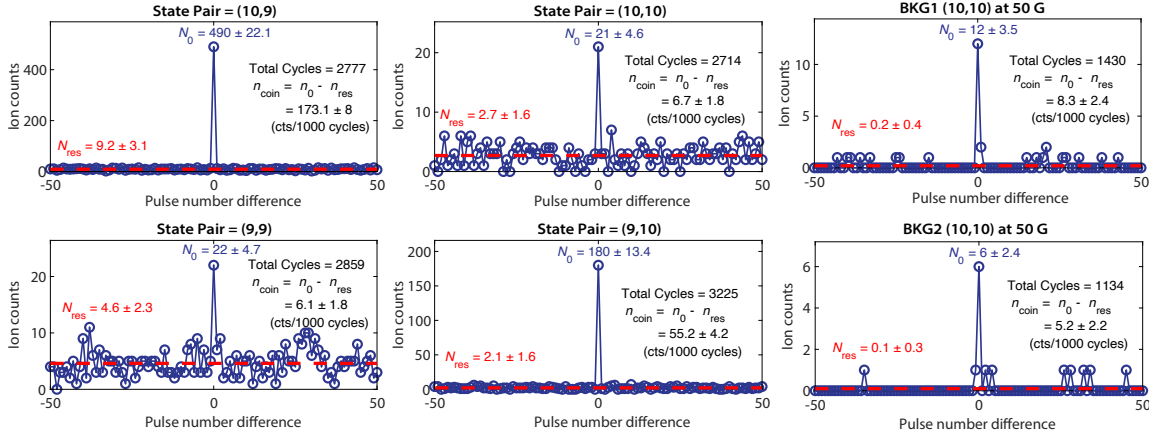 State Pair = (10,9)
N0 = 490 ± 22.1
Total Cycles = 2777
ncoin = n0 - nres
= 173.1 ± 8
(cts/1000 cycles)
Nres = 9.2 ± 3.1
Ion counts
400
200
0
-50
0
50
Pulse number difference
State Pair = (10,10)
N0 = 21 ± 4.6
Total Cycles = 2714
ncoin = n0 - nres
= 6.7 ± 1.8
(cts/1000 cycles)
Nres = 2.7 ± 1.6
Ion counts
20
10
0
-50
0
50
Pulse number difference
BKG1 (10,10) at 50 G
N0 = 12 ± 3.5
Total Cycles = 1430
ncoin = n0 - nres
= 8.3 ± 2.4
(cts/1000 cycles)
Nres = 0.2 ± 0.4
Ion counts
10
5
0
-50
0
50
Pulse number difference
State Pair = (9,9)
N0 = 22 ± 4.7
Total Cycles = 2859
ncoin = n0 - nres
= 6.1 ± 1.8
(cts/1000 cycles)
Nres = 4.6 ± 2.3
Ion counts
20
10
0
-50
0
50
Pulse number difference
State Pair = (9,10)
N0 = 180 ± 13.4
Total Cycles = 3225
ncoin = n0 - nres
= 55.2 ± 4.2
(cts/1000 cycles)
Nres = 2.1 ± 1.6
Ion counts
200
150
100
50
0
-50
0
50
Pulse number difference
BKG2 (10,10) at 50 G
N0 = 6 ± 2.4
Total Cycles = 1134
ncoin = n0 - nres
= 5.2 ± 2.2
(cts/1000 cycles)
Nres = 0.1 ± 0.3
Ion counts
6
4
2
0
-50
0
50
Pulse number difference